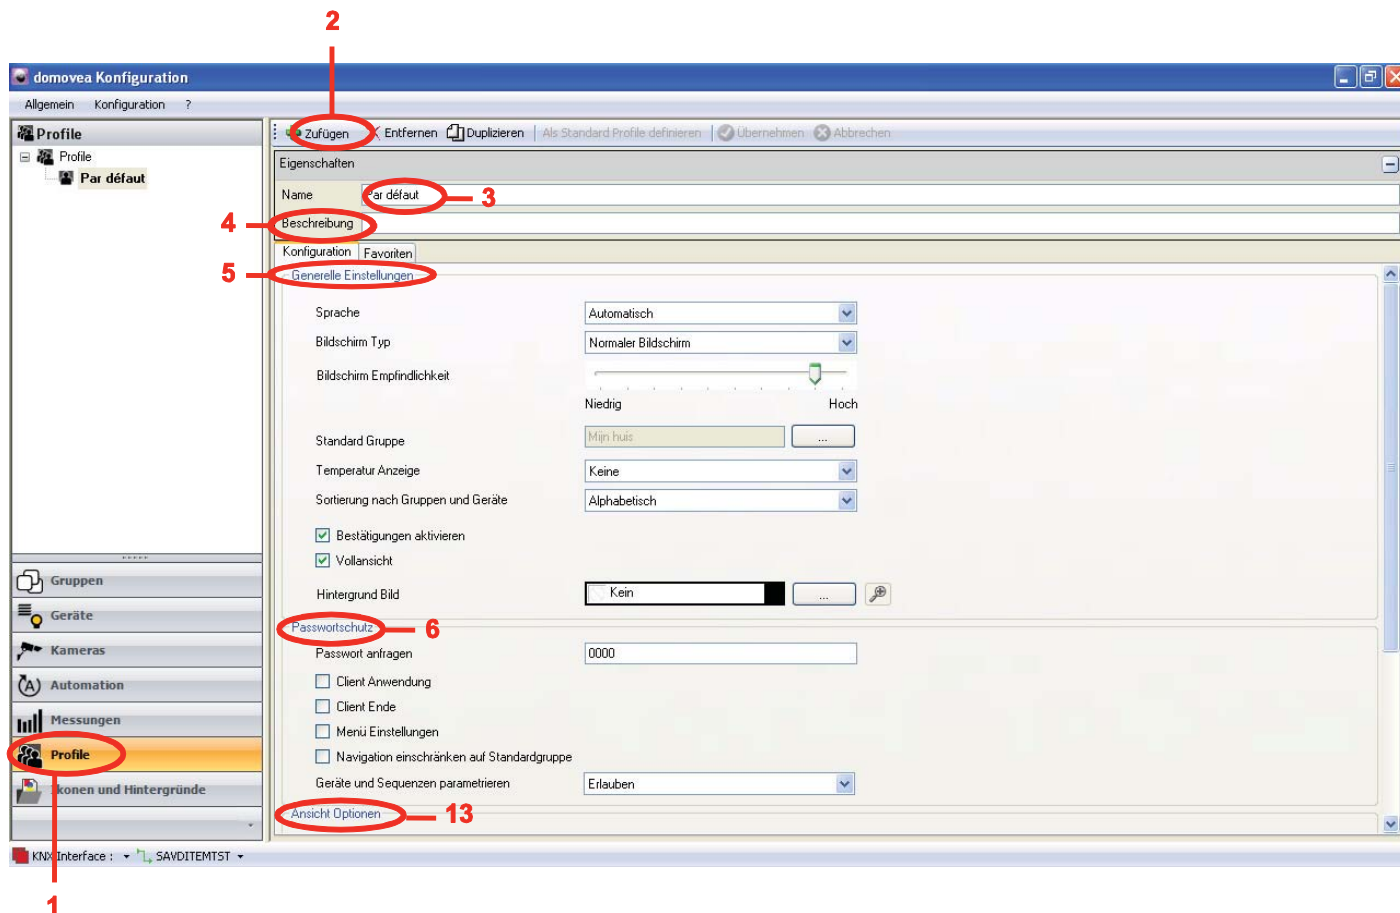 2
domovea Konfiguration
Allgemein Konfiguration ?
Profile
Profile
Par défaut
Zufügen Entfernen Duplizieren Als Standard Profile definieren Übernehmen Abbrechen
Eigenschaften
Name Par défaut 3
4 Beschreibung
Konfiguration Favoriten
5 Generelle Einstellungen
Sprache Automatisch
Bildschirm Typ Normaler Bildschirm
Bildschirm Empfindlichkeit
Niedrig Hoch
Standard Gruppe Mijn huis ...
Temperatur Anzeige Keine
Sortierung nach Gruppen und Geräte Alphabetisch
Bestätigungen aktivieren
Vollansicht
Hintergrund Bild Kein ...
Passwortschutz 6
Passwort anfragen 0000
Client Anwendung
Client Ende
Menü Einstellungen
Navigation einschränken auf Standardgruppe
Geräte und Sequenzen parametrieren Erlauben
Ansicht Optionen 13
Gruppen
Geräte
Kameras
Automation
Messungen
Profile
Ikonen und Hintergründe
KNX Interface : SAVDITEMTST
1